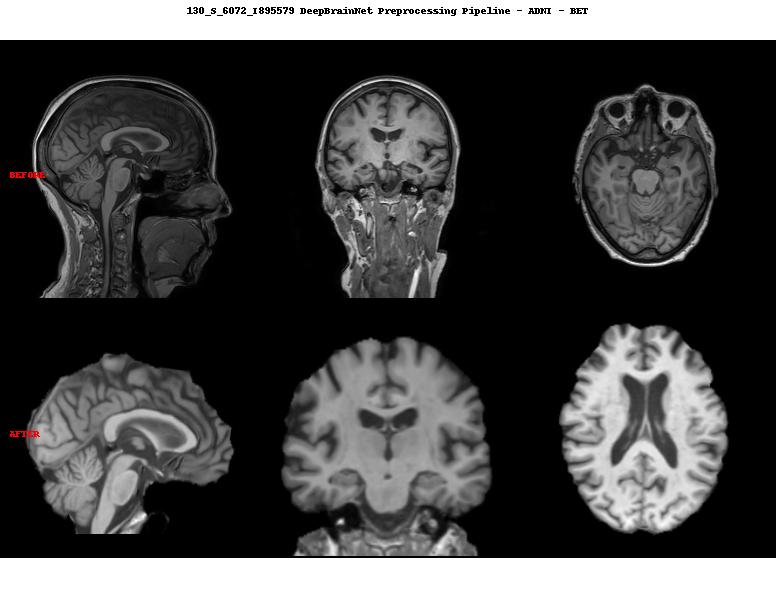 130_S_6072_I895579 DeepBrainNet Preprocessing Pipeline - ADNI - BET
BEFORE
AFTER